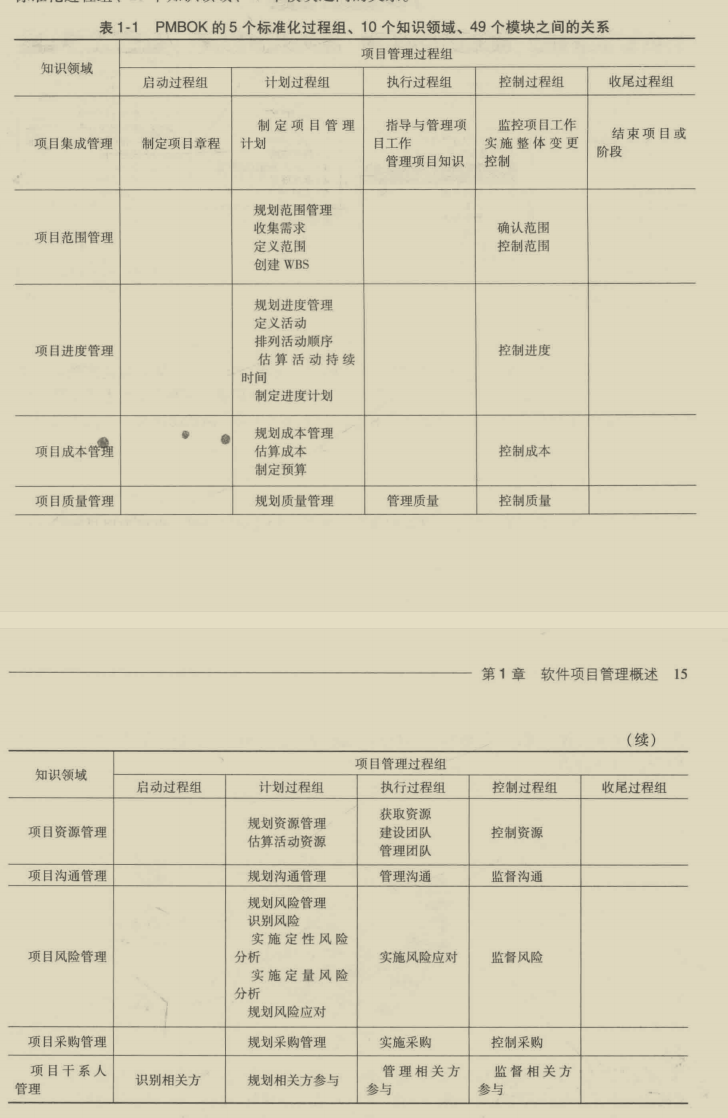 表 1-1 PMBOK 的 5 个标准化过程组、10 个知识领域、49 个模块之间的关系
知识领域
项目管理过程组
启动过程组 计划过程组 执行过程组 控制过程组 收尾过程组
项目集成管理
制定项目章程
制定项目管理
计划
指导与管理项
目工作
管理项目知识
监控项目工作
实施整体变更
控制
结束项目或
阶段
项目范围管理
规划范围管理
收集需求
定义范围
创建 WBS
确认范围
控制范围
项目进度管理
规划进度管理
定义活动
排列活动顺序
估算活动持续
时间
制定进度计划
控制进度
项目成本管理
规划成本管理
估算成本
制定预算
控制成本
项目质量管理 规划质量管理 管理质量 控制质量
第 1 章 软件项目管理概述 15
（续）
知识领域
项目管理过程组
启动过程组 计划过程组 执行过程组 控制过程组 收尾过程组
项目资源管理
规划资源管理
估算活动资源
获取资源
建设团队
管理团队
控制资源
项目沟通管理 规划沟通管理 管理沟通 监督沟通
项目风险管理
规划风险管理
识别风险
实施定性风险
分析
实施定量风险
分析
规划风险应对
实施风险应对
监督风险
项目采购管理 规划采购管理 实施采购 控制采购
项目干系人
管理
识别相关方
规划相关方参与
管理相关方
参与
监督相关方
参与